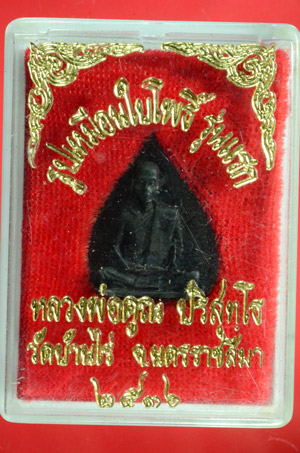 รูปเหมือนใบโพธิ์ รุ่นแรก
หลวงพ่อคูณ ปริสุทฺโธ
วัดบ้านไร่ จ.นครราชสีมา
๒๕๓๖